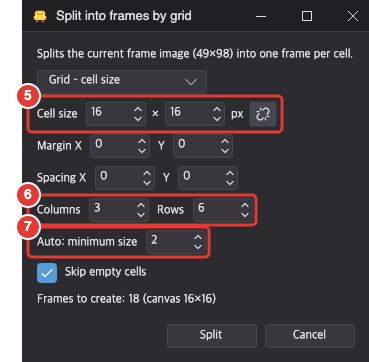 Split into frames by grid
Splits the current frame image (49×98) into one frame per cell.
Grid - cell size
5
Cell size 16 × 16 px
Margin X 0 Y 0
Spacing X 0 Y 0
6
Columns 3 Rows 6
7
Auto: minimum size 2
Skip empty cells
Frames to create: 18 (canvas 16×16)
Split Cancel